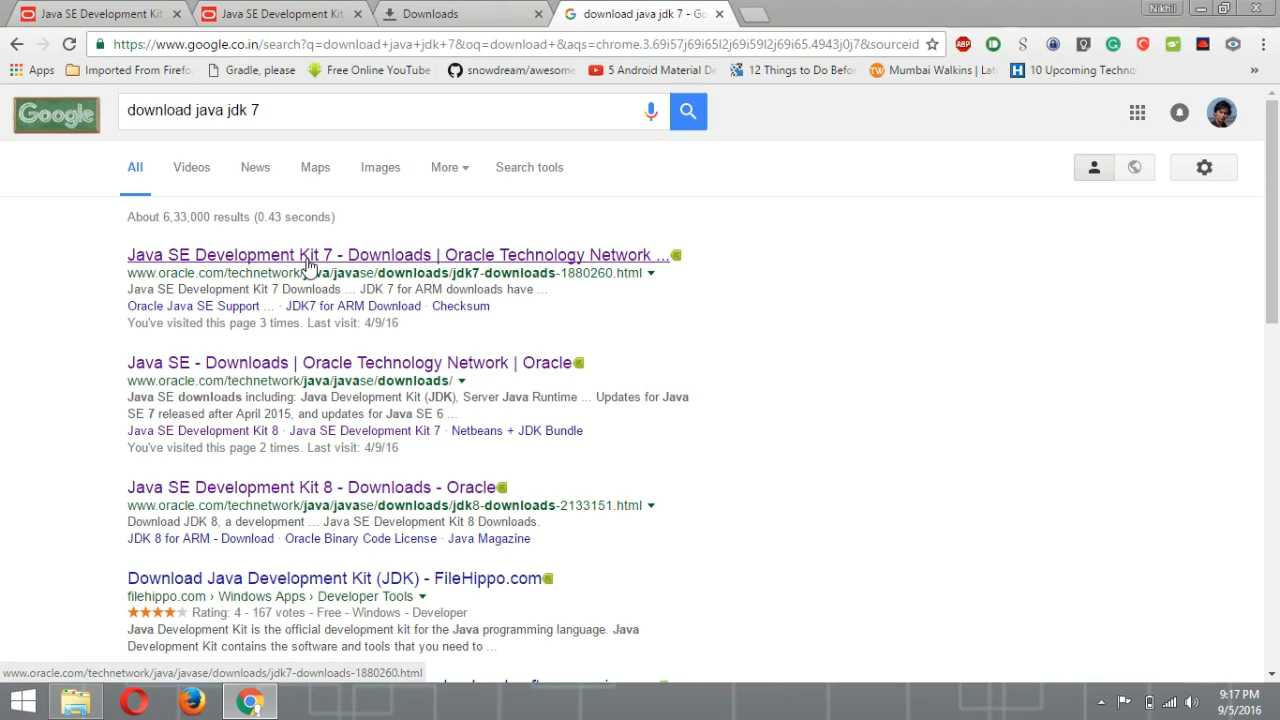 Java SE Development Kit
Java SE Development Kit
Downloads
download java jdk 7 - Go
Nikhil
https://www.google.co.in/search?q=download+java+jdk+7&oq=download+&aqs=chrome.3.69i57j69i65l2j69i59l2j69i65.4943j0j7&sourceid
Apps
Imported From Firefo
Gradle, please
Free Online YouTube
snowdream/awesome
5 Android Material De
12 Things to Do Befor
Mumbai Walkins | Lat
10 Upcoming Techno
»
Google
download java jdk 7
All
Videos
News
Maps
Images
More
Search tools
About 6,33,000 results (0.43 seconds)
Java SE Development Kit 7 - Downloads | Oracle Technology Network ...
www.oracle.com/technetwork/java/javase/downloads/jdk7-downloads-1880260.html
Java SE Development Kit 7 Downloads ... JDK 7 for ARM downloads have ...
Oracle Java SE Support ... · JDK7 for ARM Download · Checksum
You've visited this page 3 times. Last visit: 4/9/16
Java SE - Downloads | Oracle Technology Network | Oracle
www.oracle.com/technetwork/java/javase/downloads/
Java SE downloads including: Java Development Kit (JDK), Server Java Runtime ... Updates for Java
SE 7 released after April 2015, and updates for Java SE 6 ...
Java SE Development Kit 8 · Java SE Development Kit 7 · Netbeans + JDK Bundle
You've visited this page 2 times. Last visit: 4/9/16
Java SE Development Kit 8 - Downloads - Oracle
www.oracle.com/technetwork/java/javase/downloads/jdk8-downloads-2133151.html
Download JDK 8, a development ... Java SE Development Kit 8 Downloads.
JDK 8 for ARM - Download · Oracle Binary Code License · Java Magazine
Download Java Development Kit (JDK) - FileHippo.com
filehippo.com › Windows Apps › Developer Tools
Rating: 4 - 167 votes - Free - Windows - Developer
Java Development Kit is the official development kit for the Java programming language. Java
Development Kit contains the software and tools that you need to ...
www.oracle.com/technetwork/java/javase/downloads/jdk7-downloads-1880260.html
9:17 PM
9/5/2016